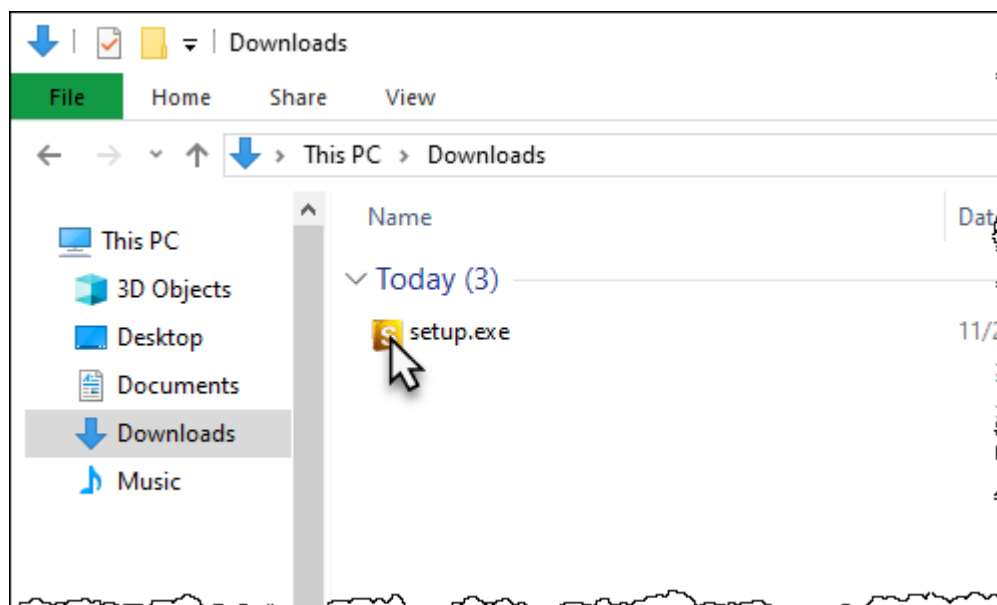 Downloads
File Home Share View
This PC > Downloads
Name
This PC
Today (3)
3D Objects
setup.exe
Desktop
Documents
Downloads
Music